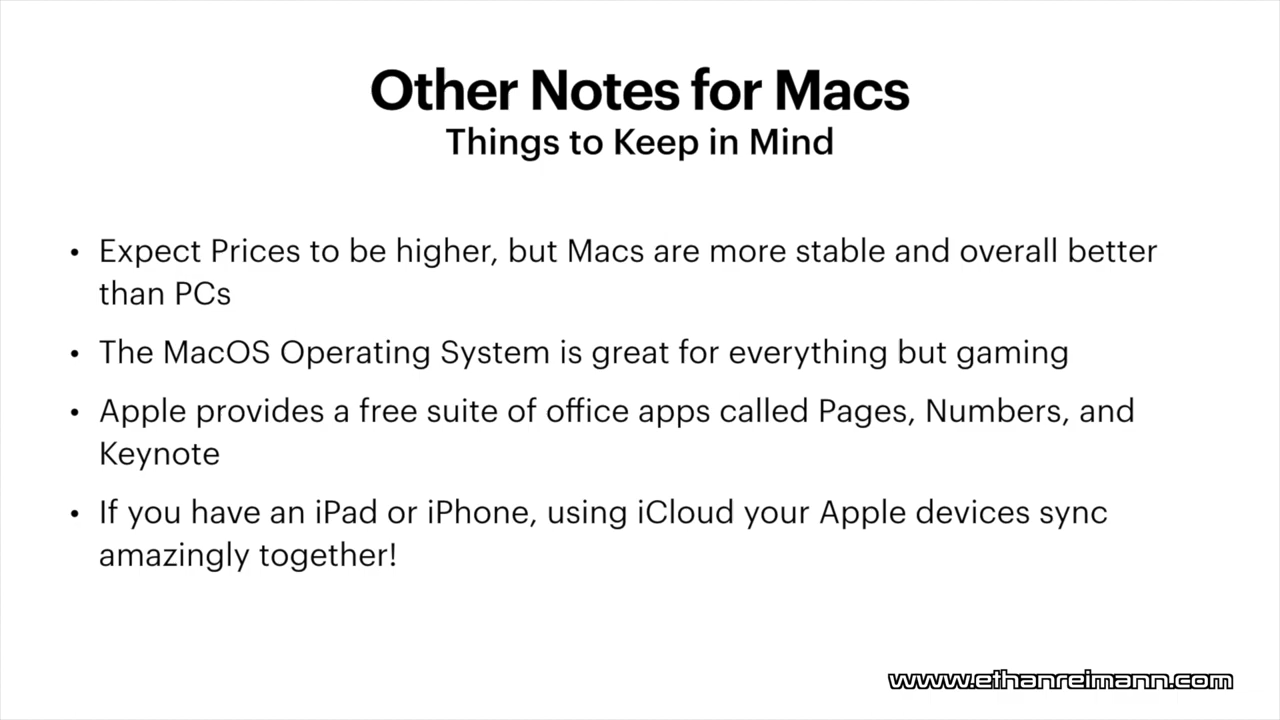 Other Notes for Macs
Things to Keep in Mind
• Expect Prices to be higher, but Macs are more stable and overall better
than PCs
• The MacOS Operating System is great for everything but gaming
• Apple provides a free suite of office apps called Pages, Numbers, and
Keynote
• If you have an iPad or iPhone, using iCloud your Apple devices sync
amazingly together!
www.ethanreimann.com